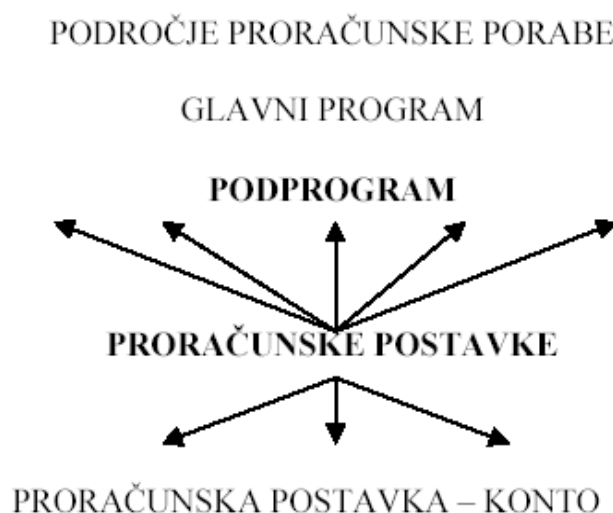 PODROČJE PRORAČUNSKE PORABE
GLAVNI PROGRAM
PODPROGRAM
PRORAČUNSKE POSTAVKE
PRORAČUNSKA POSTAVKA – KONTO